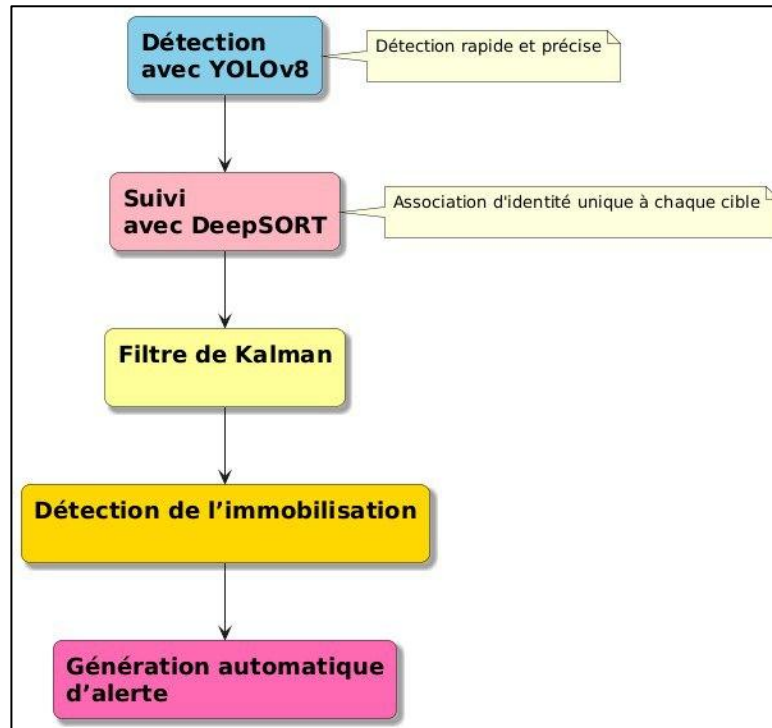 Détection
avec YOLOv8
Détection rapide et précise
Suivi
avec DeepSORT
Association d'identité unique à chaque cible
Filtre de Kalman
Détection de l’immobilisation
Génération automatique
d’alerte